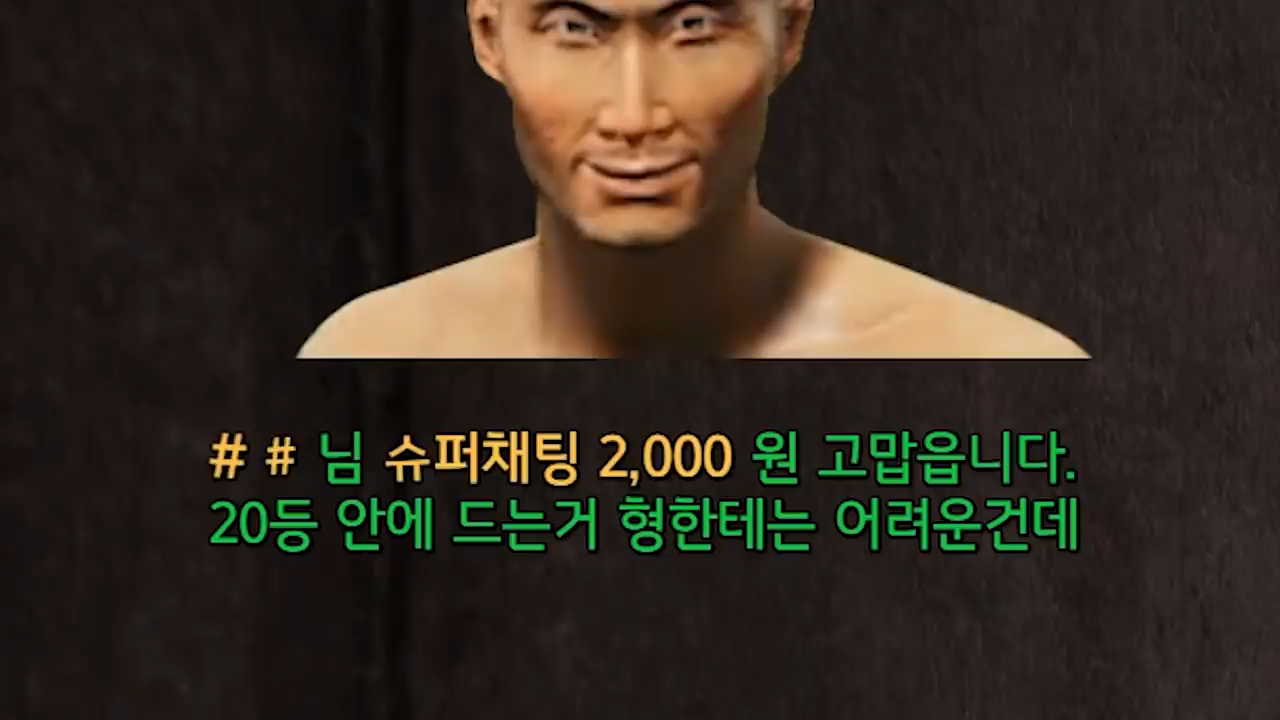 # # 님 슈퍼채팅 2,000 원 고맙읍니다.
20등 안에 드는거 형한테는 어려운건데